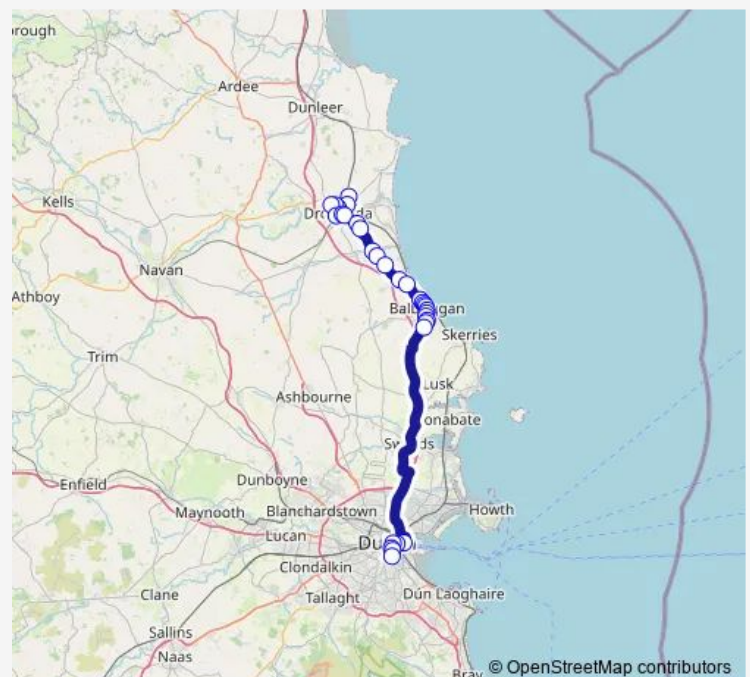 orough
Ardee
Dunleer
Kells
Navan
Athboy
Skerries
Trim
Lusk
Ashbourne
onabate
Enfield
Dunboyne
Maynooth
Blanchardstown
Howth
Lucan
Clondalkin
Clane
Tallaght
Dún Laoghaire
Sallins
Naas
Bray
© OpenStreetMap contributors